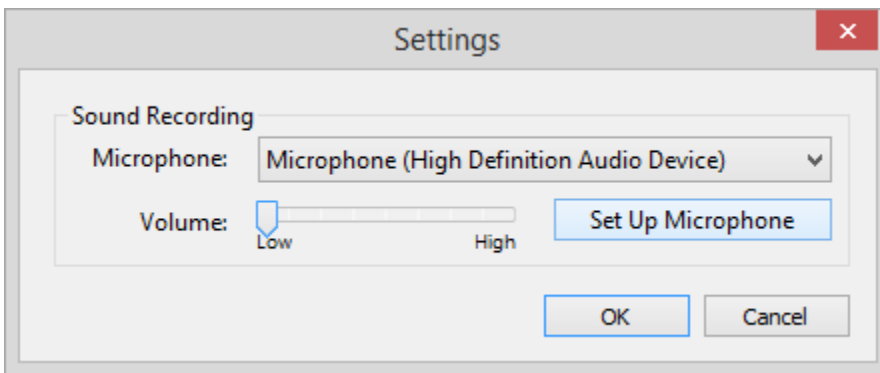 Settings
Sound Recording
Microphone: Microphone (High Definition Audio Device)
Volume: Set Up Microphone
Low High
OK Cancel